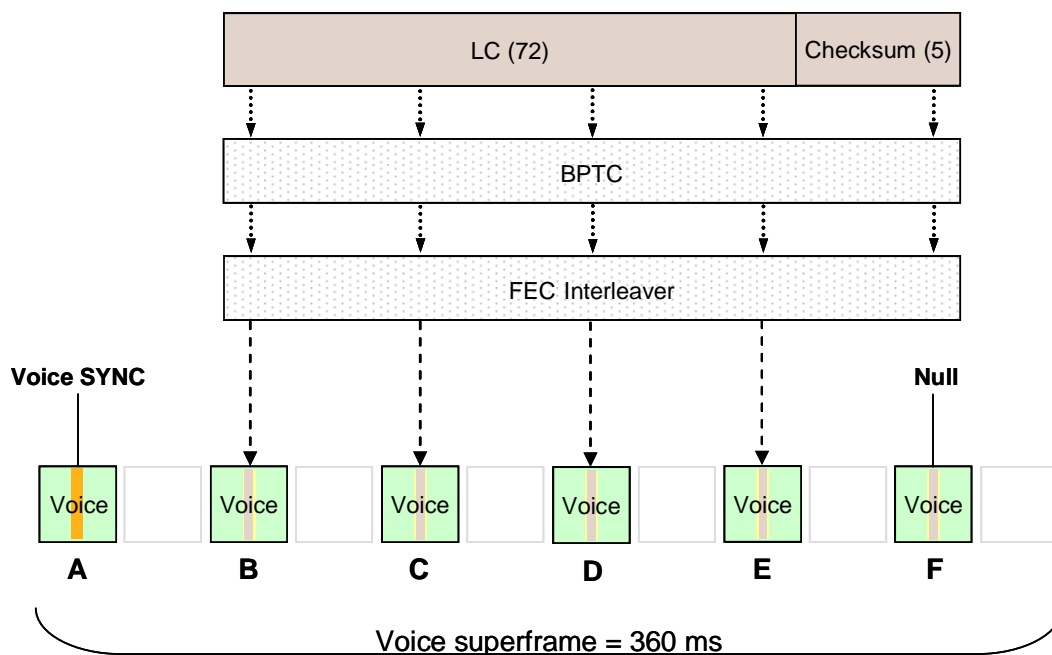 LC (72)
Checksum (5)
BPTC
FEC Interleaver
Voice SYNC
Null
Voice
Voice
Voice
Voice
Voice
Voice
A
B
C
D
E
F
Voice superframe = 360 ms